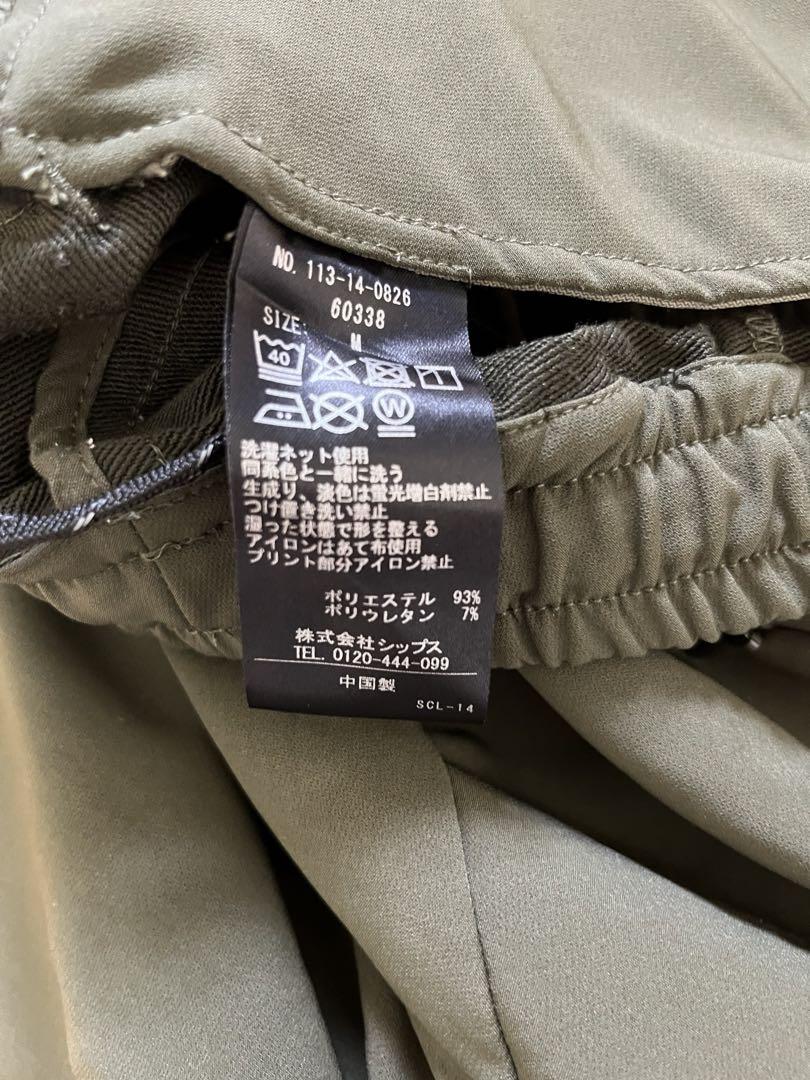 NO. 113-14-0826
60338
SIZE: M
40
W
洗濯ネット使用
同系色と一緒に洗う
生成り、淡色は蛍光増白剤禁止
つけ置き洗い禁止
湿った状態で形を整える
アイロンはあて布使用
プリント部分アイロン禁止
ポリエステル 93%
ポリウレタン 7%
株式会社シップス
TEL. 0120-444-099
中国製
SCL-14